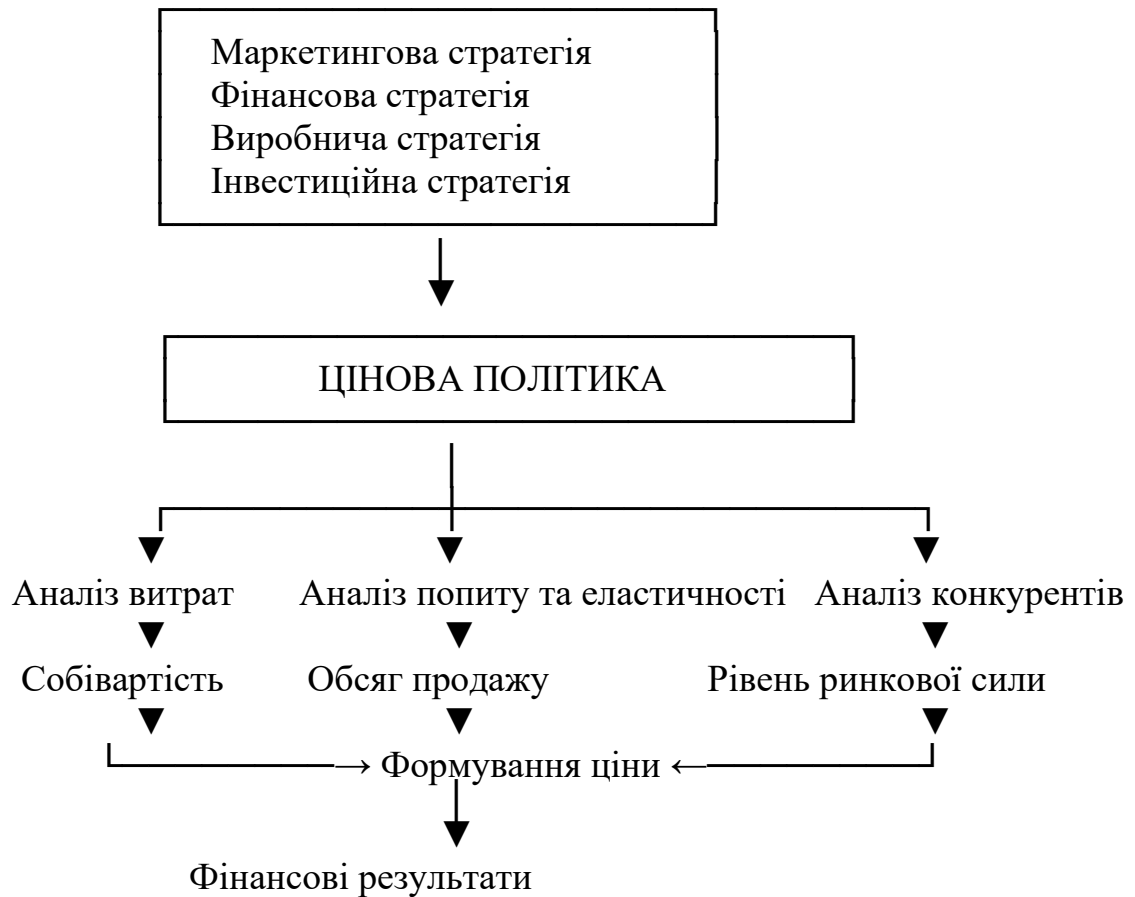 Маркетингова стратегія
Фінансова стратегія
Виробнича стратегія
Інвестиційна стратегія
ЦІНОВА ПОЛІТИКА
Аналіз витрат Аналіз попиту та еластичності Аналіз конкурентів
Собівартість Обсяг продажу Рівень ринкової сили
→ Формування ціни ←
Фінансові результати